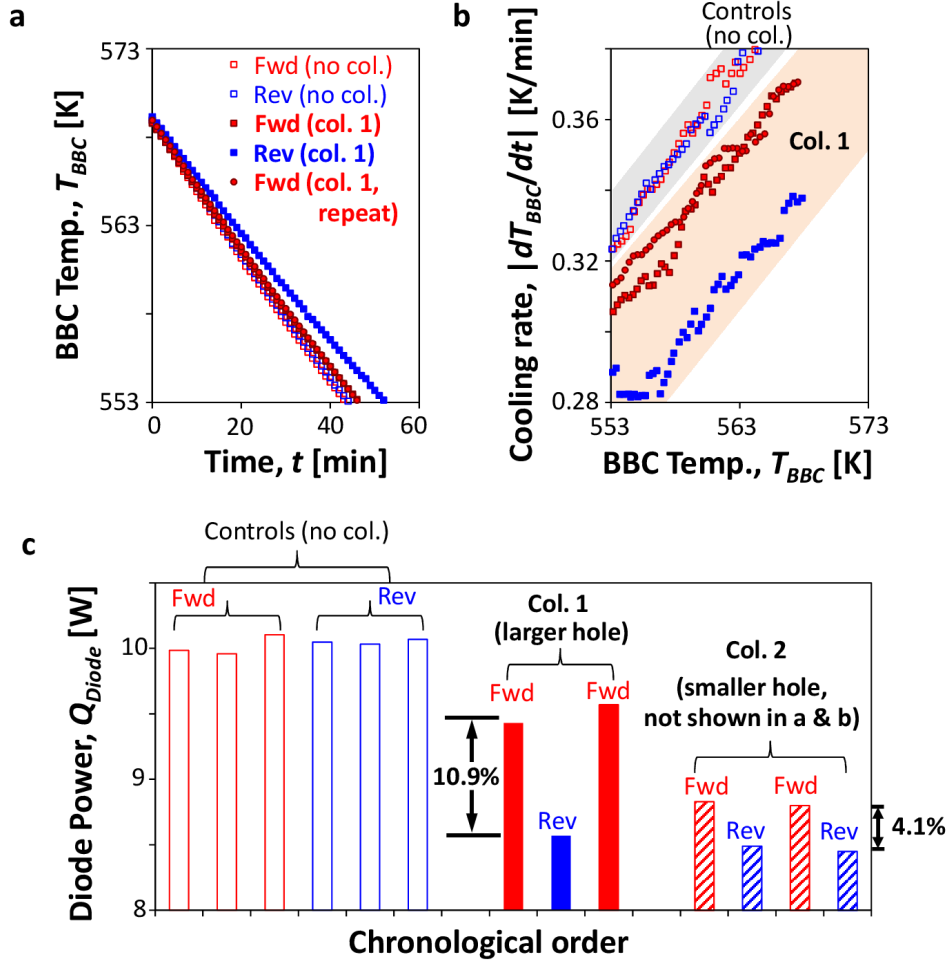 a
BBC Temp., T_BBC [K]
573
563
553
0
20
40
60
Time, t [min]
Fwd (no col.)
Rev (no col.)
Fwd (col. 1)
Rev (col. 1)
Fwd (col. 1,
repeat)
b
Controls
(no col.)
Cooling rate, |dT_BBC/dt| [K/min]
0.36
0.32
0.28
Col. 1
553
563
573
BBC Temp., T_BBC [K]
c
Controls (no col.)
Diode Power, Q_Diode [W]
10
9
8
Fwd
Rev
Col. 1
(larger hole)
Fwd
Fwd
10.9%
Rev
Col. 2
(smaller hole,
not shown in a & b)
Fwd
Fwd
Rev
Rev
4.1%
Chronological order